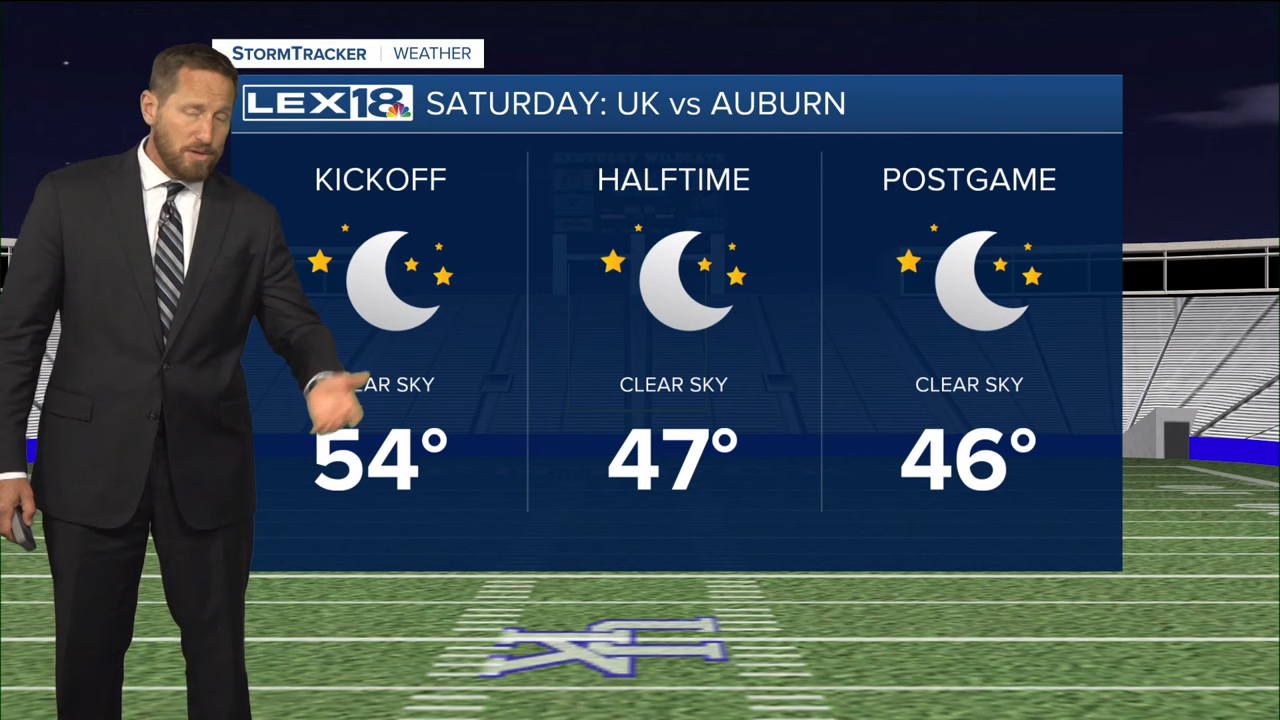 STORMTRACKER | WEATHER
LEX18 SATURDAY: UK vs AUBURN
KICKOFF HALFTIME POSTGAME
AR SKY CLEAR SKY CLEAR SKY
54° 47° 46°
UK